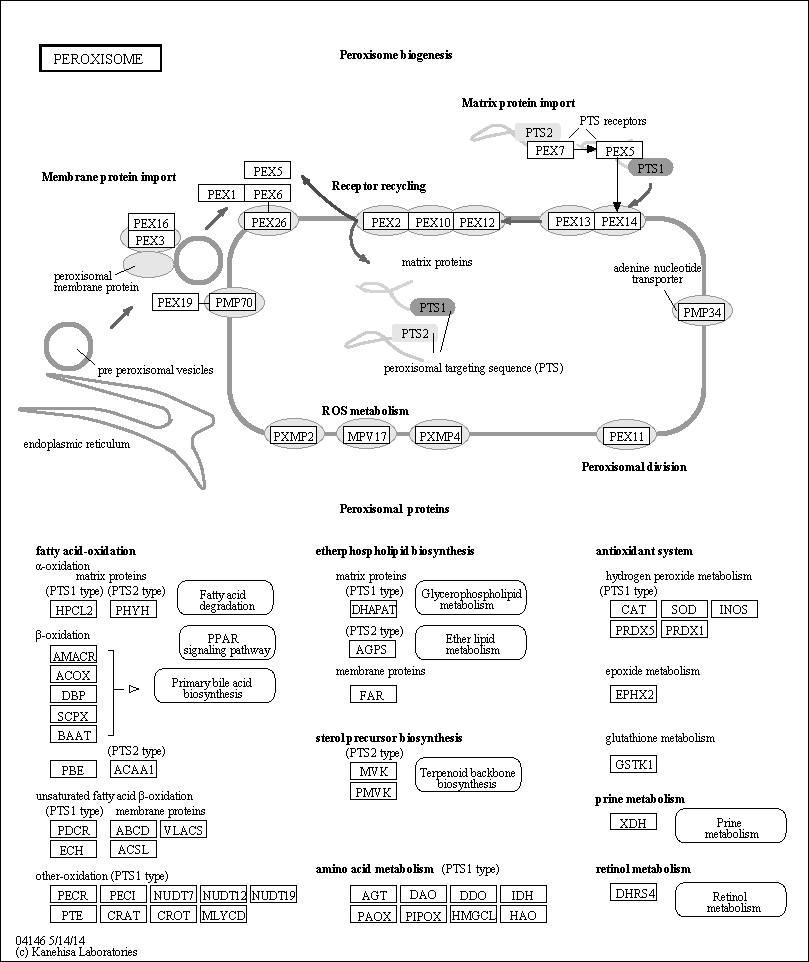 PEROXISOME
Peroxisome biogenesis
Matrix protein import
PTS2
PTS receptors
PEX7
PEX5
PTS1
PEX5
Membrane protein import
Receptor recycling
PEX1
PEX6
PEX16
PEX26
PEX2
PEX10
PEX12
PEX13
PEX14
PEX3
matrix proteins
adenine nucleotide
transporter
peroxisomal
membrane protein
PEX19
PMP70
PTS1
PMP34
PTS2
pre peroxisomal vesicles
peroxisomal targeting sequence (PTS)
ROS metabolism
endoplasmic reticulum
PXMP2
MPV17
PXMP4
PEX11
Peroxisomal division
Peroxisomal proteins
fatty acid-oxidation
α-oxidation
matrix proteins
(PTS1 type)
(PTS2 type)
HPCL2
PHYH
Fatty acid
degradation
β-oxidation
PPAR
signaling pathway
AMACR
ACOX
DBP
SCPX
BAAT
Primary bile acid
biosynthesis
(PTS2 type)
PBE
ACAA1
unsaturated fatty acid β-oxidation
(PTS1 type)
membrane proteins
PDCR
ABCD
VLACS
ECH
ACSL
other-oxidation (PTS1 type)
PECR
PECI
NUDT7
NUDT12
NUDT19
PTE
CRAT
CROT
MLYCD
etherphospholipid biosynthesis
matrix proteins
(PTS1 type)
DHAPAT
Glycerophospholipid
metabolism
(PTS2 type)
AGPS
Ether lipid
metabolism
membrane proteins
FAR
sterol precursor biosynthesis
(PTS2 type)
MVK
PMVK
Terpenoid backbone
biosynthesis
amino acid metabolism (PTS1 type)
AGT
DAO
DDO
IDH
PAOX
PIPOX
HMGCL
HAO
antioxidant system
hydrogen peroxide metabolism
(PTS1 type)
CAT
SOD
INOS
PRDX5
PRDX1
epoxide metabolism
EPHX2
glutathione metabolism
GSTK1
prine metabolism
XDH
Prine
metabolism
retinol metabolism
DHRS4
Retinol
metabolism
04146 5/14/14
(c) Kanehisa Laboratories